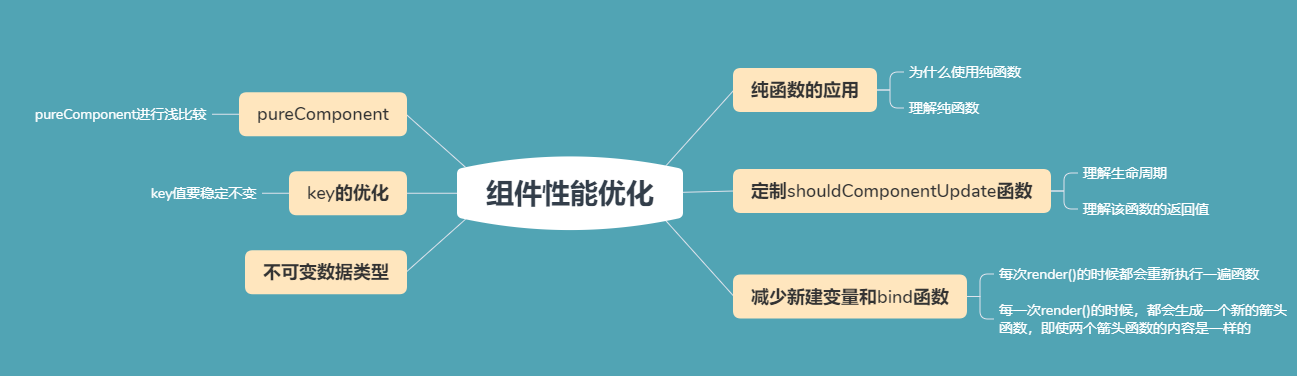 组件性能优化
纯函数的应用
为什么使用纯函数
理解纯函数
定制shouldComponentUpdate函数
理解生命周期
理解该函数的返回值
减少新建变量和bind函数
每次render()的时候都会重新执行一遍函数
每一次render()的时候，都会生成一个新的箭头
函数，即使两个箭头函数的内容是一样的
pureComponent
pureComponent进行浅比较
key的优化
key值要稳定不变
不可变数据类型